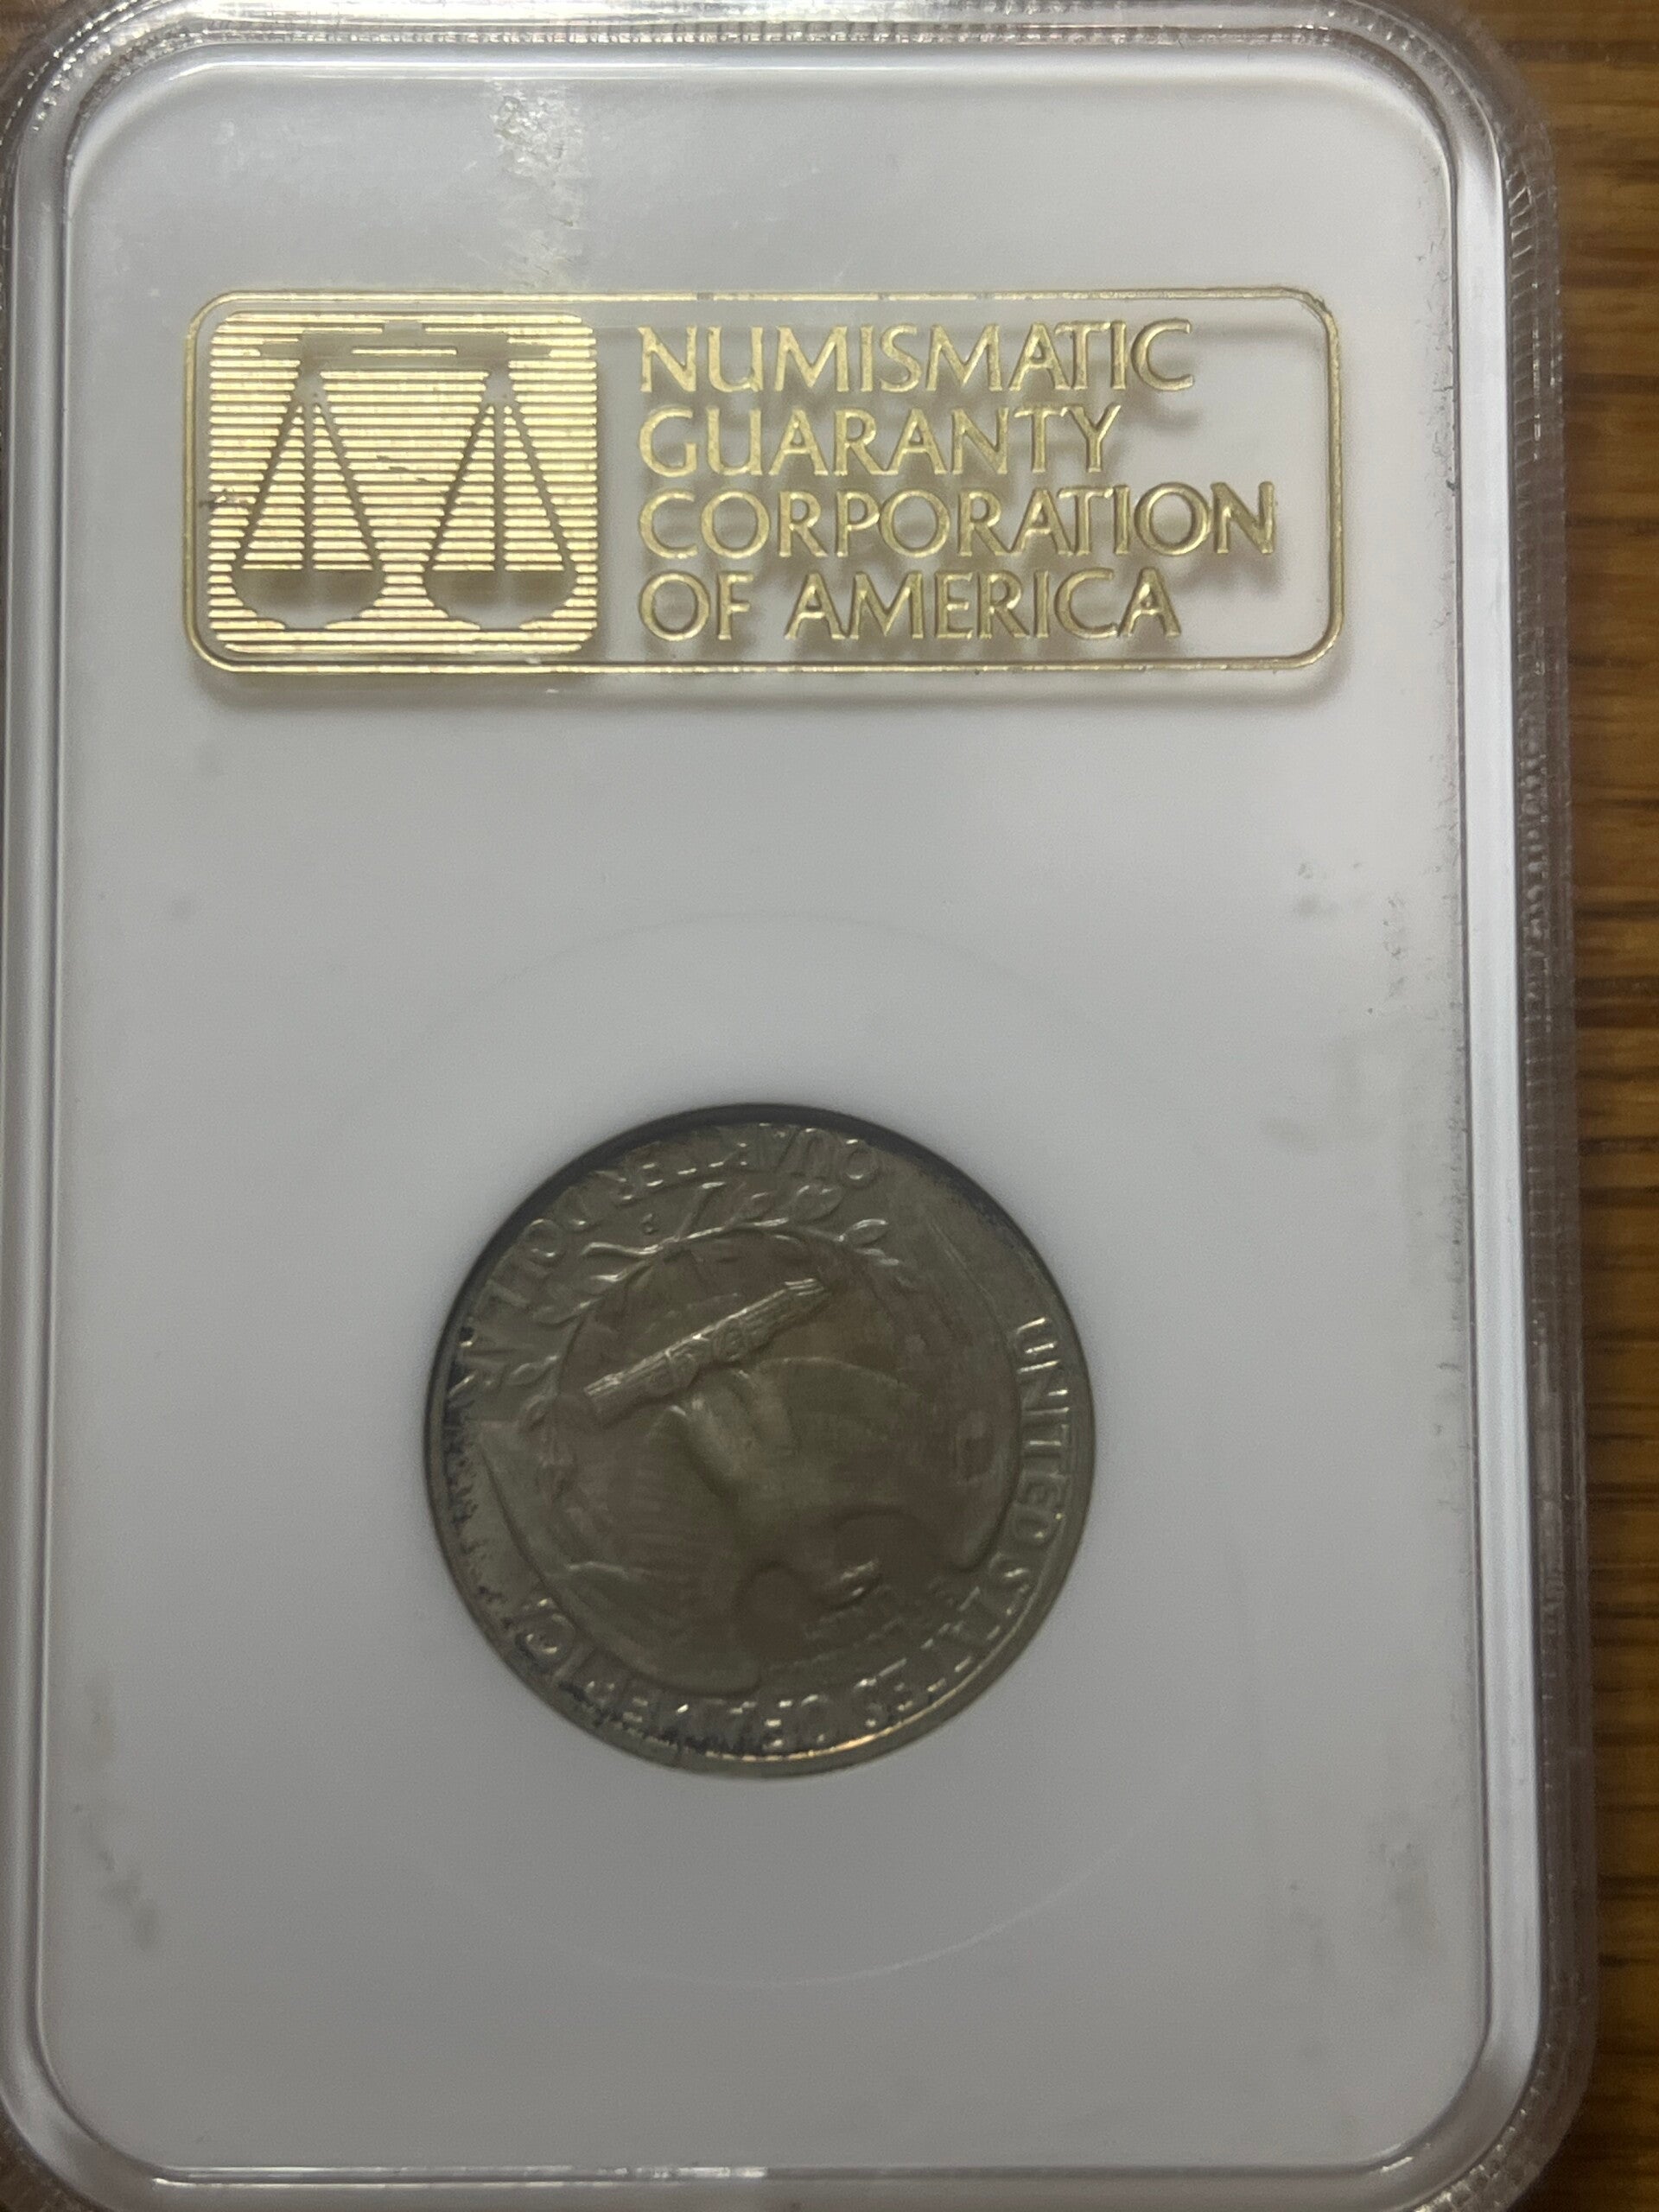 NUMISMATIC
GUARANTY
CORPORATION
OF AMERICA
UNITED STATES OF AMERICA
QUARTER DOLLAR